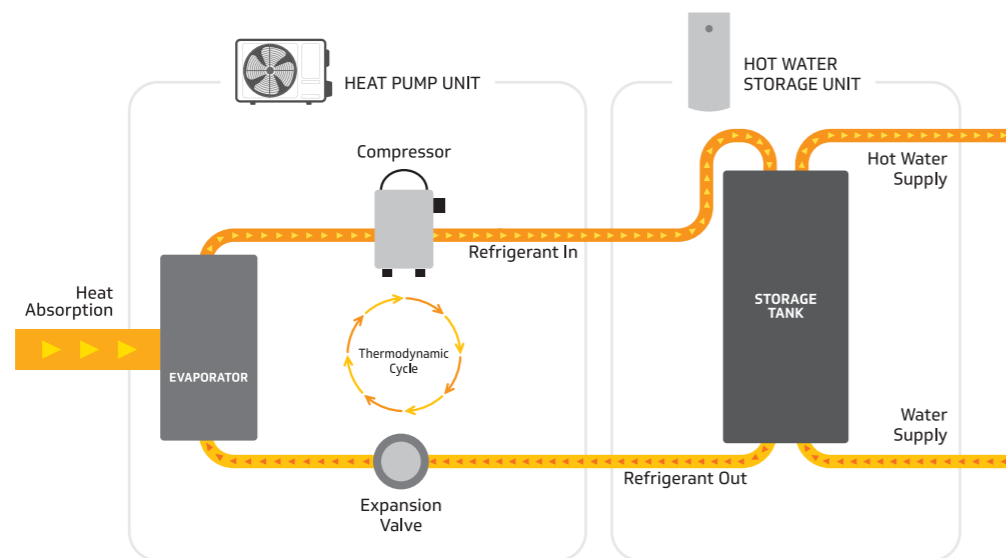 HEAT PUMP UNIT
HOT WATER
STORAGE UNIT
Compressor
Hot Water
Supply
Refrigerant In
Heat
Absorption
STORAGE
TANK
Thermodynamic
Cycle
EVAPORATOR
Water
Supply
Refrigerant Out
Expansion
Valve